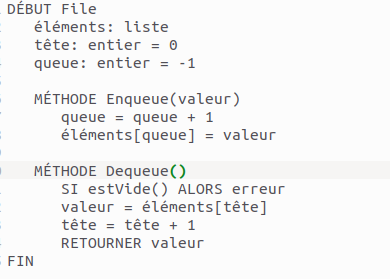 DÉBUT File
éléments: liste
tête: entier = 0
queue: entier = -1
MÉTHODE Enqueue(valeur)
queue = queue + 1
éléments[queue] = valeur
MÉTHODE Dequeue()
SI estVide() ALORS erreur
valeur = éléments[tête]
tête = tête + 1
RETOURNER valeur
FIN